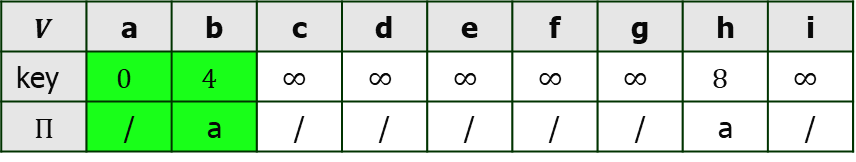 V a b c d e f g h i
key 0 4 ∞ ∞ ∞ ∞ ∞ 8 ∞
Π / a / / / / / a /